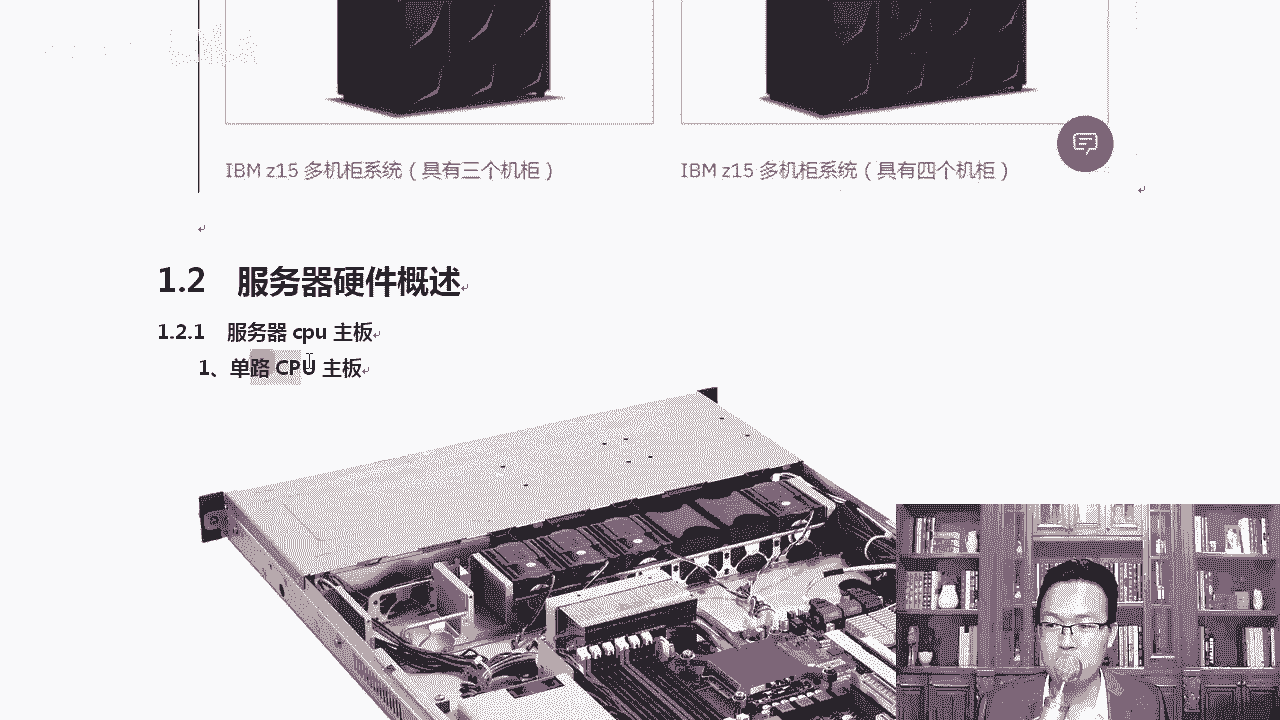 IBM z15 多机柜系统（具有三个机柜）
IBM z15 多机柜系统（具有四个机柜）
1.2 服务器硬件概述
1.2.1 服务器 cpu 主板
1、单路 CPU 主板